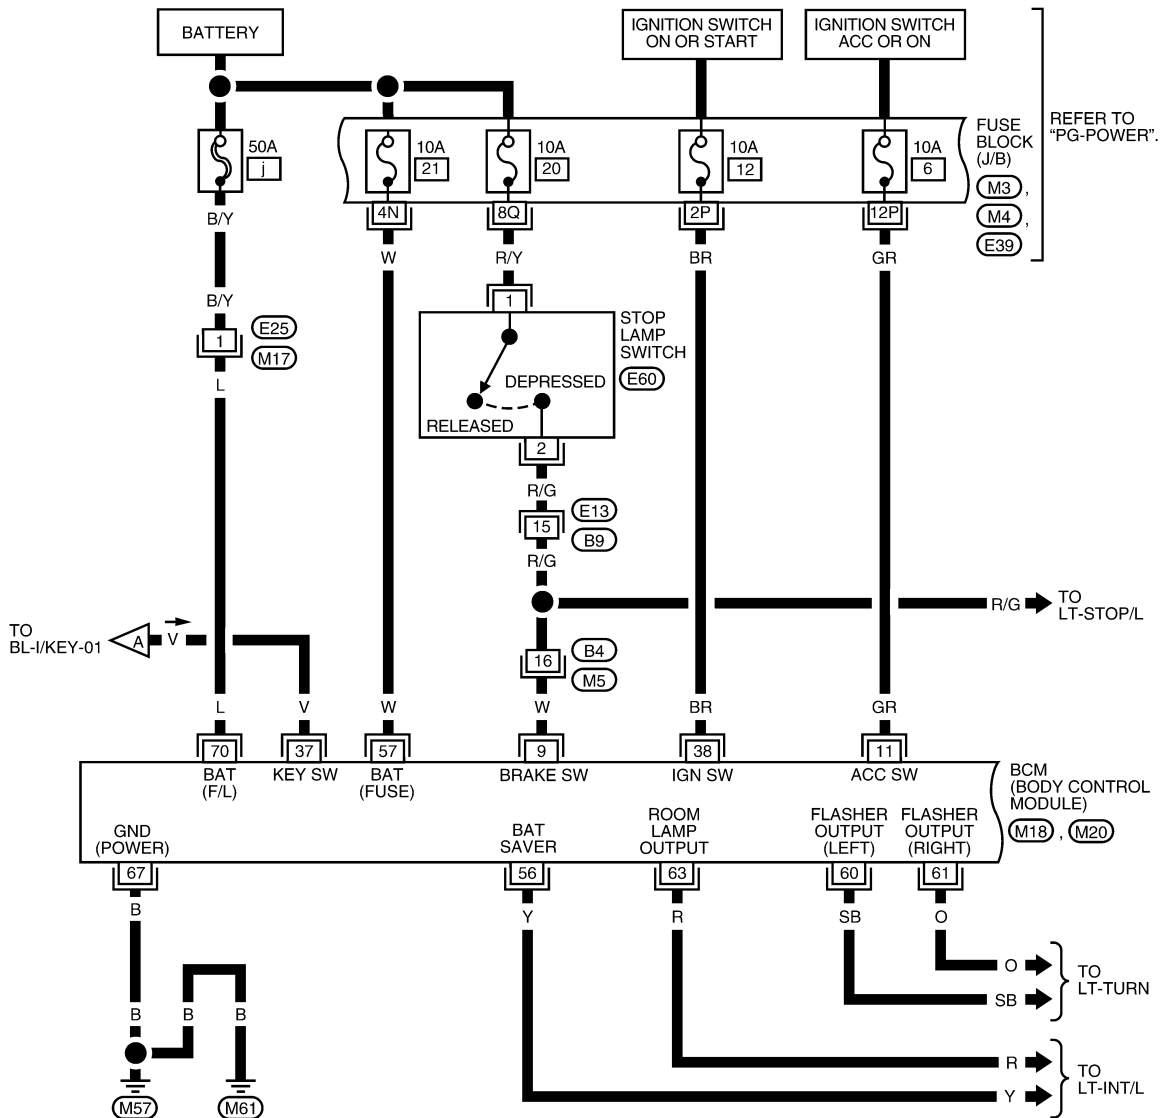 BATTERY
IGNITION SWITCH
ON OR START
IGNITION SWITCH
ACC OR ON
REFER TO
“PG-POWER”.
50A
j
10A
21
10A
20
10A
12
10A
6
FUSE
BLOCK
(J/B)
M3 ,
M4 ,
E39
4N
8Q
2P
12P
B/Y
W
R/Y
BR
GR
B/Y
1
E25
M17
L
1
STOP
LAMP
SWITCH
E60
DEPRESSED
RELEASED
2
R/G
15
E13
B9
R/G
R/G
TO
LT-STOP/L
TO
BL-I/KEY-01
A
V
16
B4
M5
L
V
W
W
BR
GR
70
37
57
9
38
11
BAT
(F/L)
KEY SW
BAT
(FUSE)
BRAKE SW
IGN SW
ACC SW
BCM
(BODY CONTROL
MODULE)
M18 , M20
GND
(POWER)
BAT
SAVER
ROOM
LAMP
OUTPUT
FLASHER
OUTPUT
(LEFT)
FLASHER
OUTPUT
(RIGHT)
67
56
63
60
61
B
Y
R
SB
O
O
SB
TO
LT-TURN
B
B
B
R
Y
TO
LT-INT/L
M57
M61